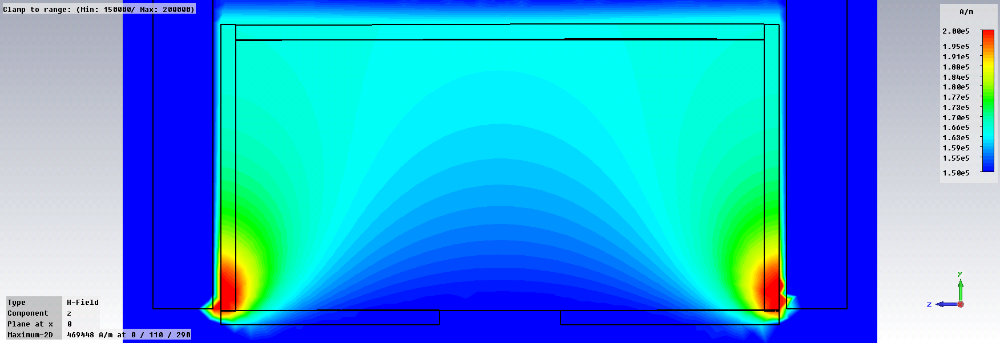 Clamp to range: (Min: 150000/ Max: 200000)
A/m
2.00e5
1.95e5
1.91e5
1.88e5
1.84e5
1.80e5
1.77e5
1.73e5
1.70e5
1.66e5
1.63e5
1.59e5
1.55e5
1.50e5
y
z
Type H-Field
Component z
Plane at x 0
Maximum-2D 469448 A/m at 0 / 110 / 290